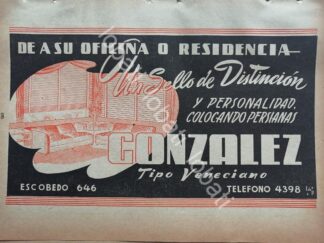 DE A SU OFICINA O RESIDENCIA—
Un Sello de Distinción
Y PERSONALIDAD,
COLOCANDO PERSIANAS
GONZALEZ
Tipo Veneciano
ESCOBEDO 646
TELEFONO 4398